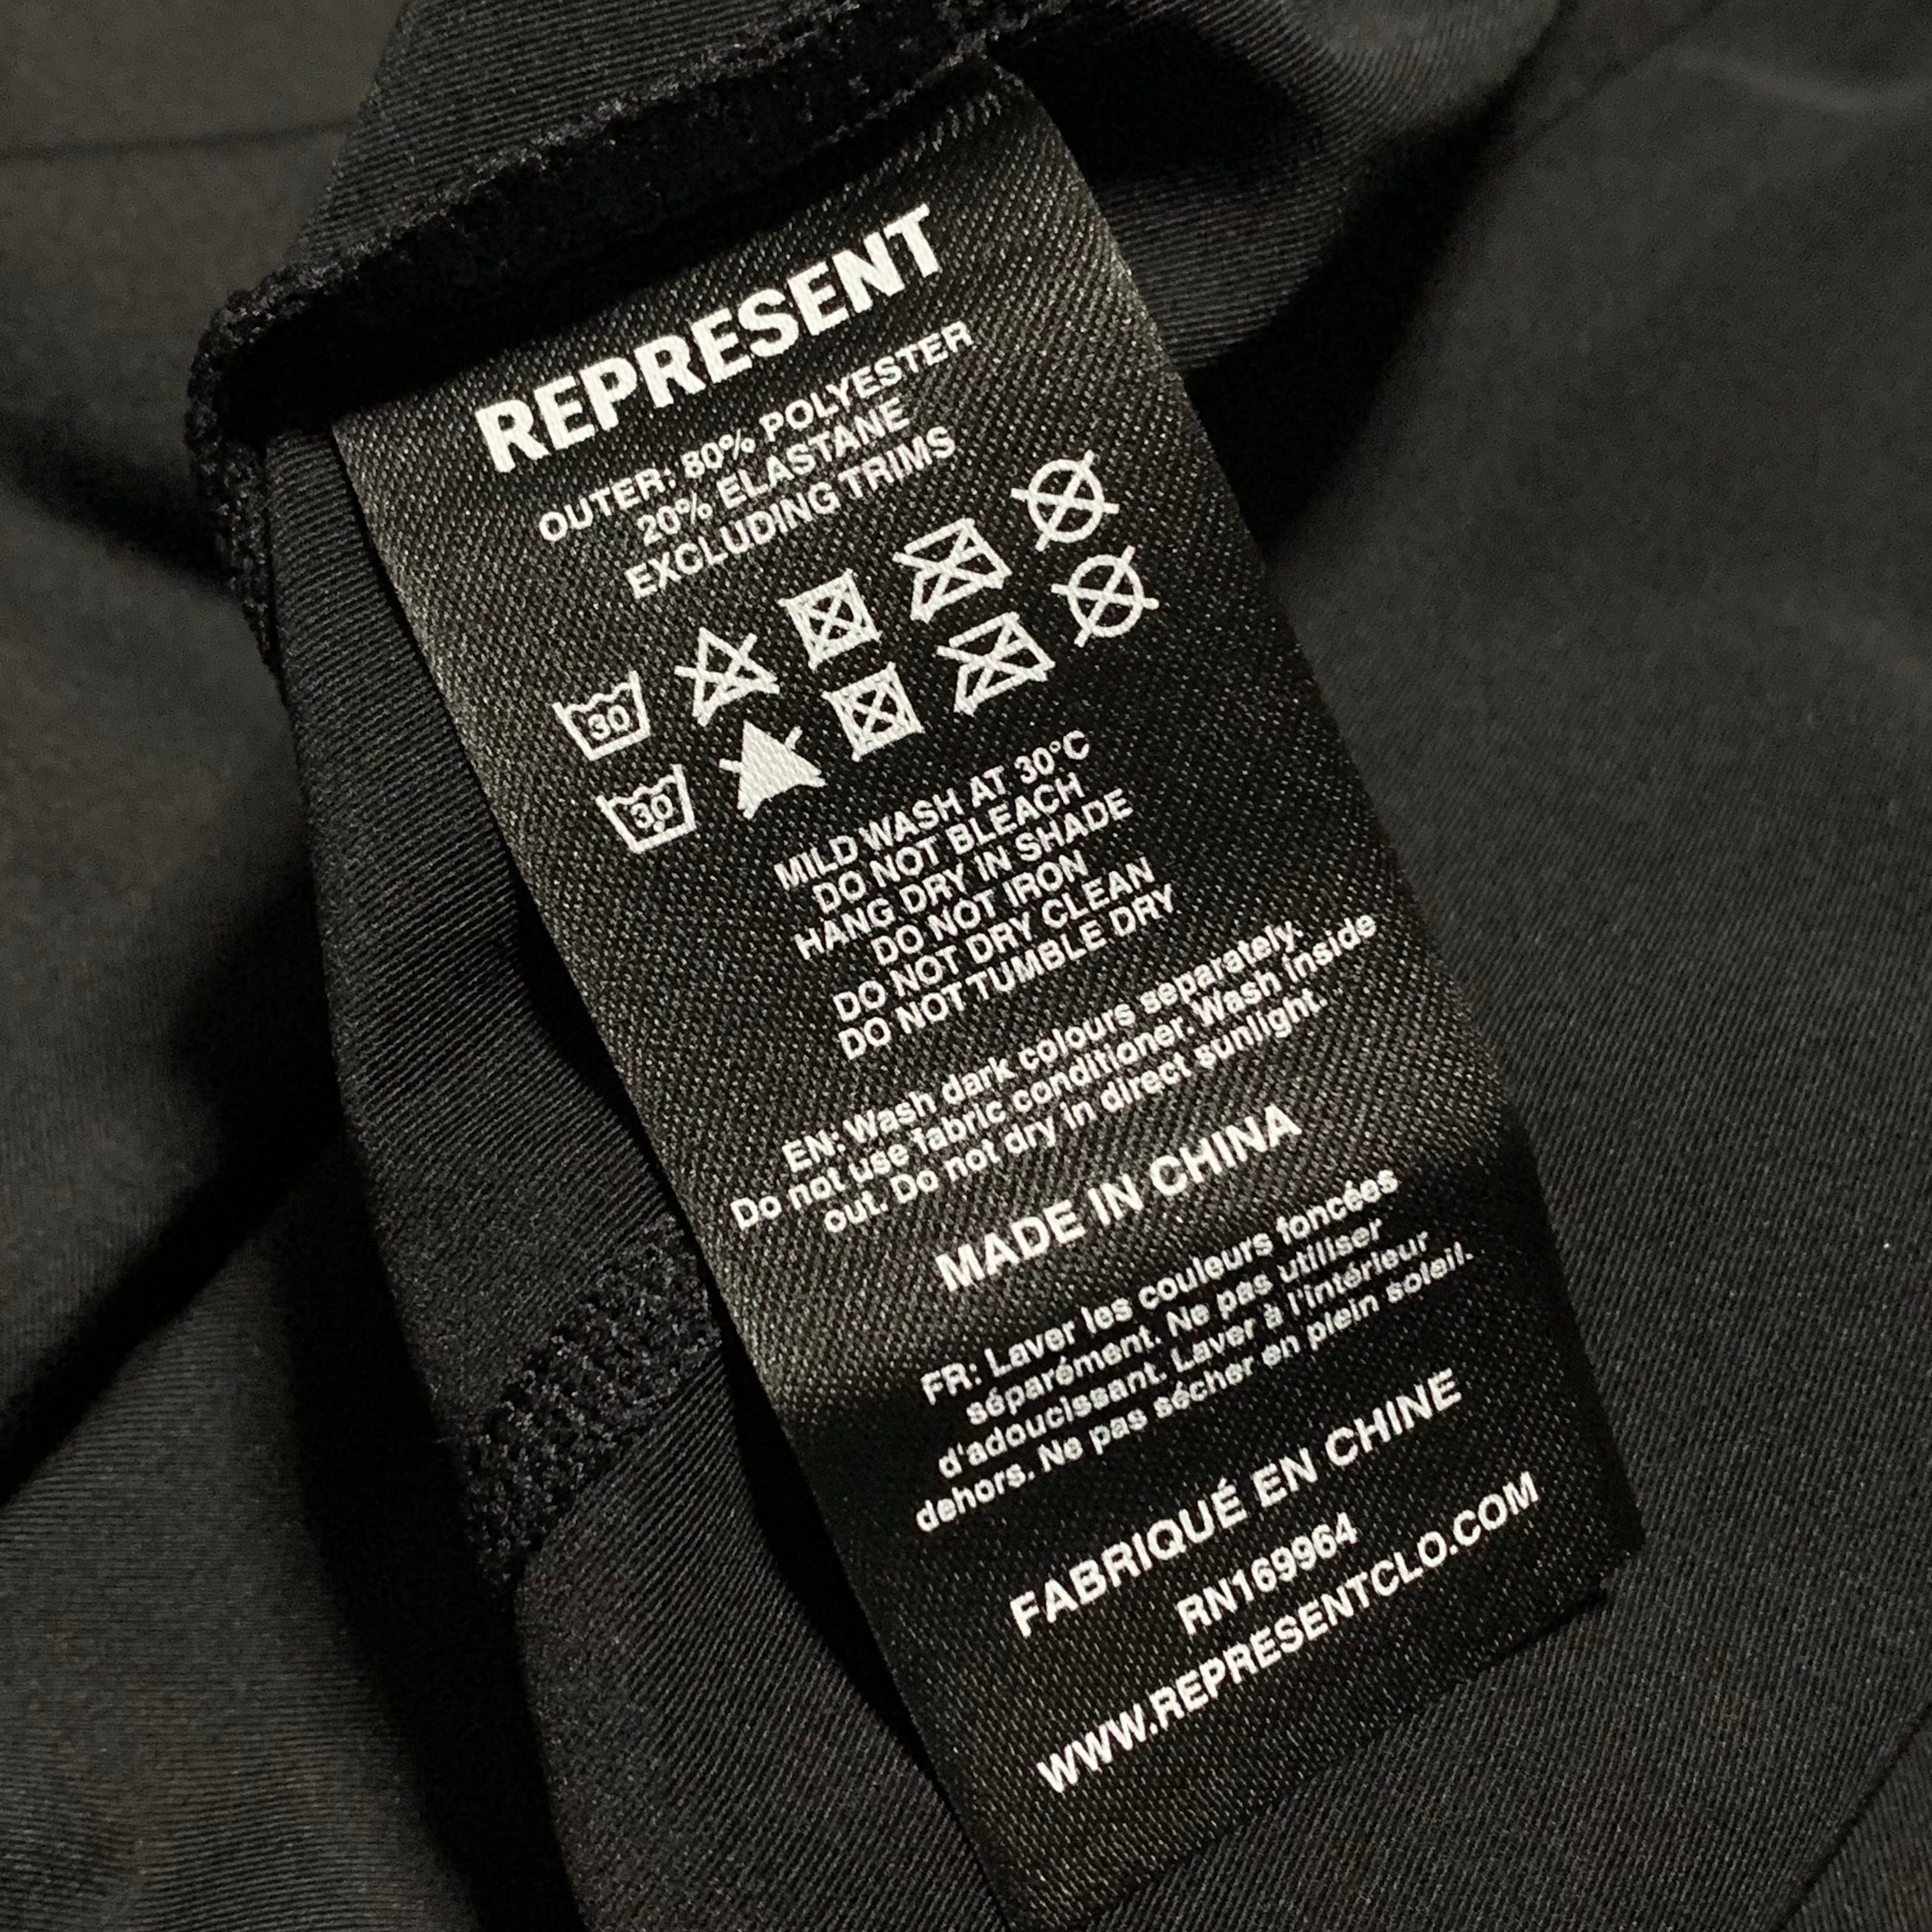 REPRESENT
OUTER: 80% POLYESTER
20% ELASTANE
EXCLUDING TRIMS
30
30
MILD WASH AT 30°C
DO NOT BLEACH
HANG DRY IN SHADE
DO NOT IRON
DO NOT DRY CLEAN
DO NOT TUMBLE DRY
EN: Wash dark colours separately.
Do not use fabric conditioner. Wash inside
out. Do not dry in direct sunlight.
MADE IN CHINA
FR: Laver les couleurs foncées
séparément. Ne pas utiliser
d'adoucissant. Laver à l'intérieur
dehors. Ne pas sécher en plein soleil.
FABRIQUÉ EN CHINE
RN169964
WWW.REPRESENTCLO.COM